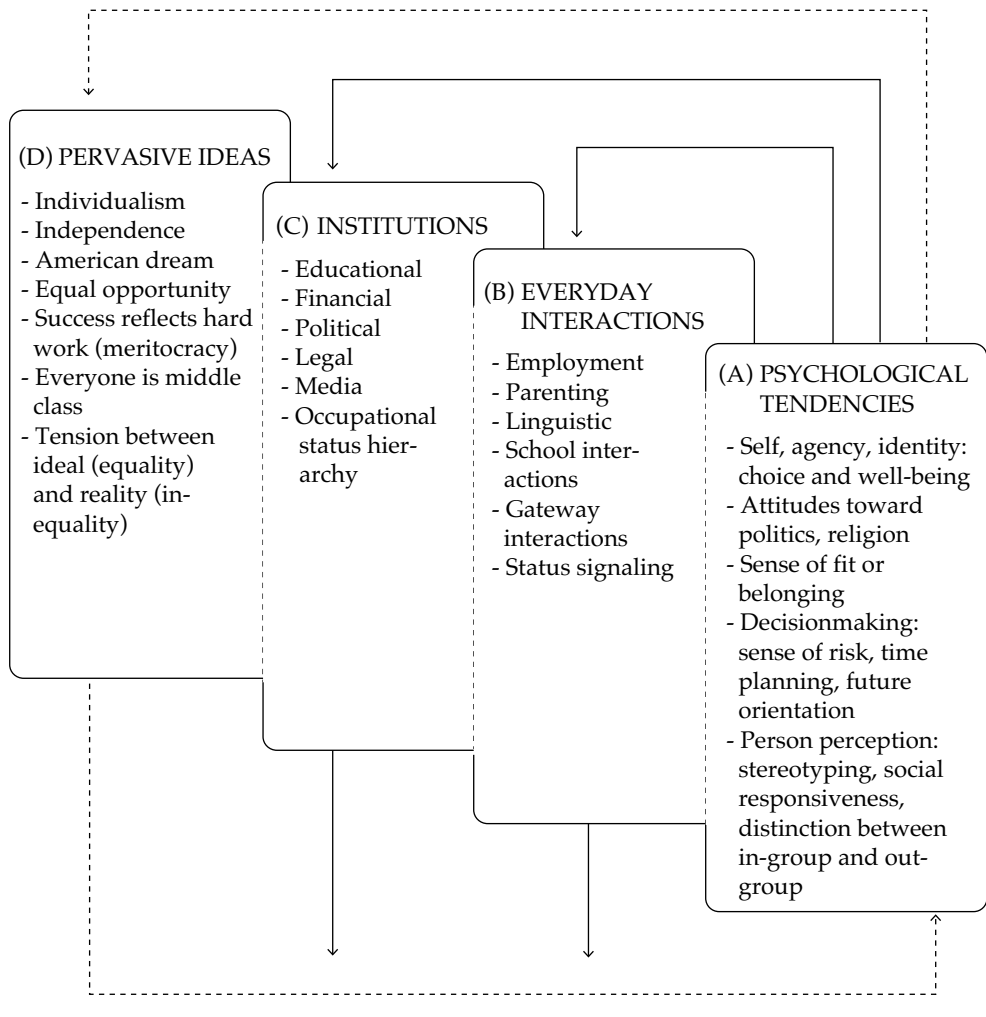 (D) PERVASIVE IDEAS
- Individualism
- Independence
- American dream
- Equal opportunity
- Success reflects hard
work (meritocracy)
- Everyone is middle
class
- Tension between
ideal (equality)
and reality (in-
equality)
(C) INSTITUTIONS
- Educational
- Financial
- Political
- Legal
- Media
- Occupational
status hier-
archy
(B) EVERYDAY
INTERACTIONS
- Employment
- Parenting
- Linguistic
- School inter-
actions
- Gateway
interactions
- Status signaling
(A) PSYCHOLOGICAL
TENDENCIES
- Self, agency, identity:
choice and well-being
- Attitudes toward
politics, religion
- Sense of fit or
belonging
- Decisionmaking:
sense of risk, time
planning, future
orientation
- Person perception:
stereotyping, social
responsiveness,
distinction between
in-group and out-
group